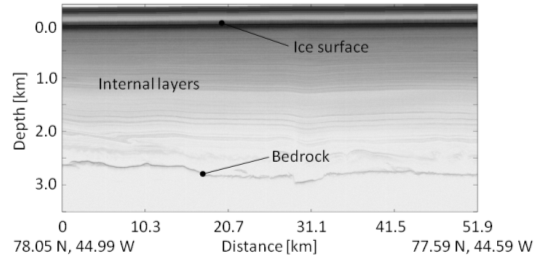 0.0
Ice surface
1.0
Internal layers
Depth [km]
2.0
Bedrock
3.0
0 10.3 20.7 31.1 41.5 51.9
78.05 N, 44.99 W Distance [km] 77.59 N, 44.59 W